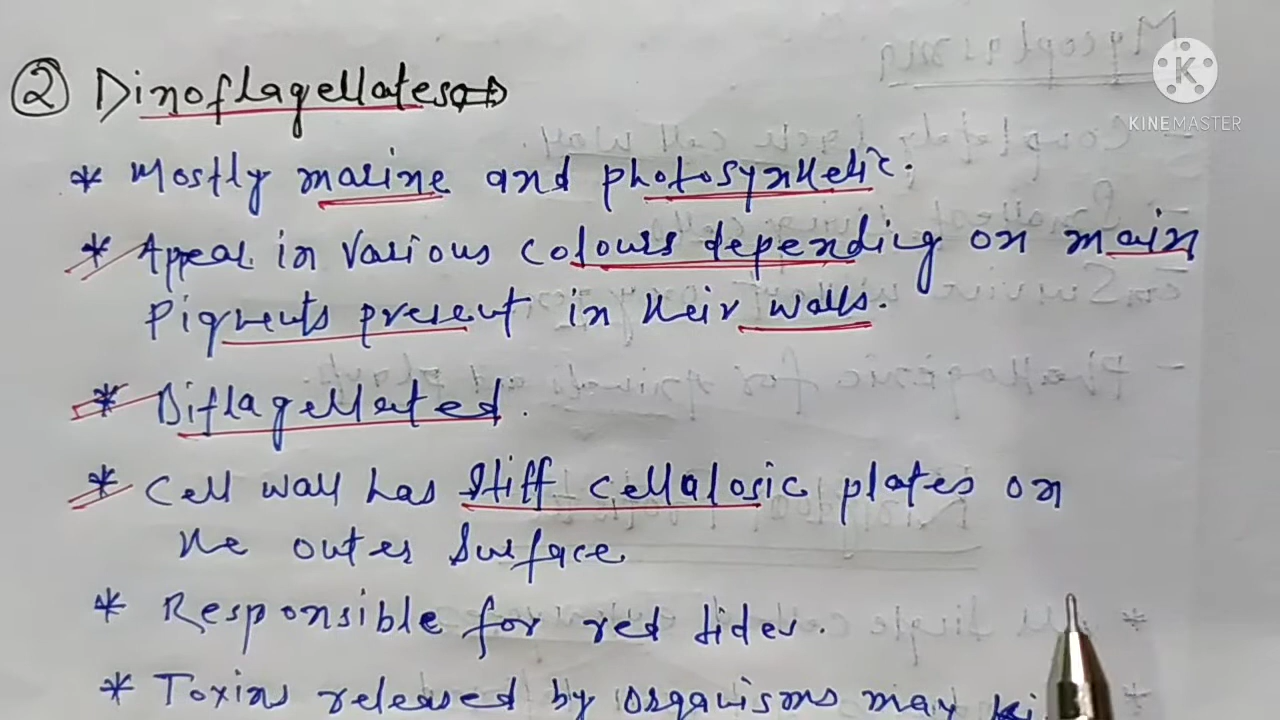 ② Dinoflagellates ⇒
* Mostly marine and photosynthetic.
* Appear in various colours depending on main
Pigments present in their walls.
* Biflagellated.
* Cell wall has stiff cellulosic plates on
the outer surface
* Responsible for red tides.
* Toxins released by organisms may
K
KINEMASTER
Mycoplasma